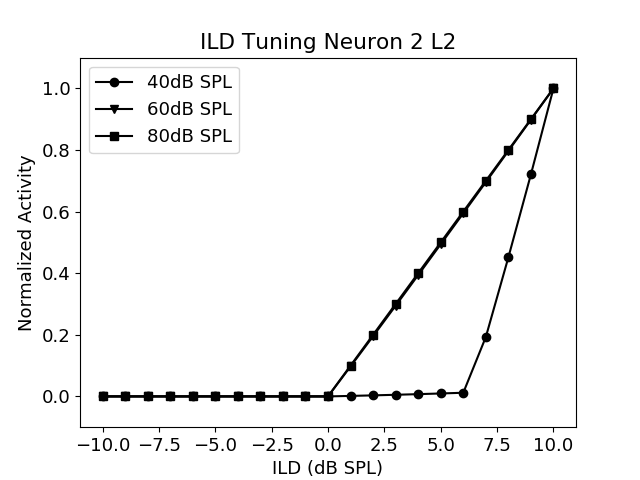 ILD Tuning Neuron 2 L2
40dB SPL
60dB SPL
80dB SPL
Normalized Activity
1.0
0.8
0.6
0.4
0.2
0.0
−10.0 −7.5 −5.0 −2.5 0.0 2.5 5.0 7.5 10.0
ILD (dB SPL)